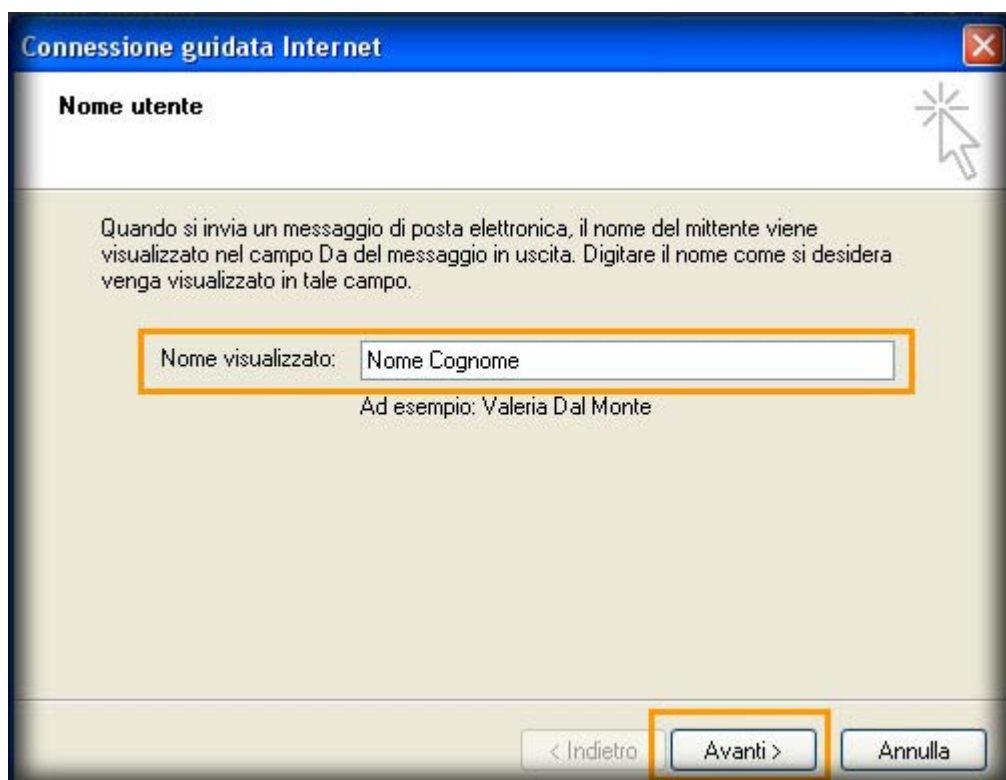 Connessione guidata Internet
Nome utente
Quando si invia un messaggio di posta elettronica, il nome del mittente viene
visualizzato nel campo Da del messaggio in uscita. Digitare il nome come si desidera
venga visualizzato in tale campo.
Nome visualizzato: Nome Cognome
Ad esempio: Valeria Dal Monte
< Indietro Avanti > Annulla